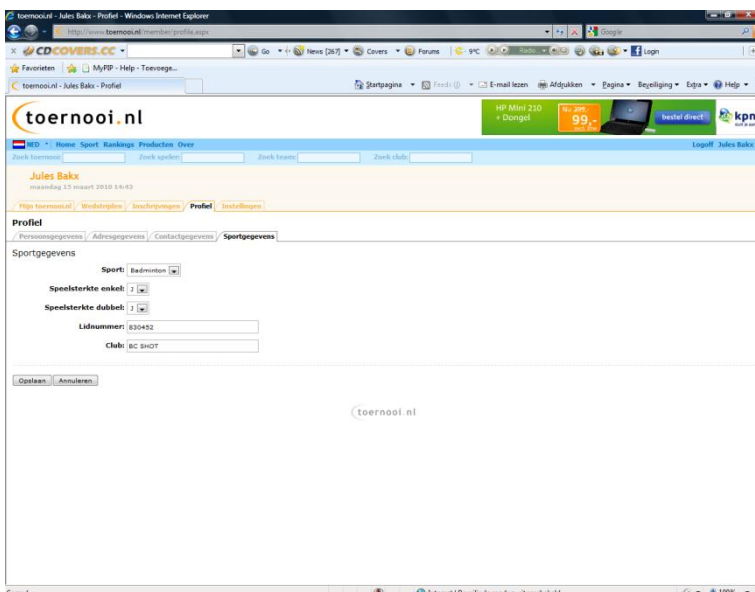 toernooi.nl - Jules Bakx - Profiel - Windows Internet Explorer
http://www.toernooi.nl/member/profile.aspx
Google
CDCOVERS.CC
Go
News [267]
Covers
Forums
9°C
Radio
Login
Favorieten
MyPIP - Help - Toevoege...
toernooi.nl - Jules Bakx - Profiel
Startpagina
Feeds (J)
E-mail lezen
Afdrukken
Pagina
Beveiliging
Extra
Help
toernooi.nl
HP Mini 210
+ Dongel
99,-
bestel direct
kpn
NED Home Sport Rankings Producten Over
Logoff Jules Bakx
Zoek toernooi:
Zoek speler:
Zoek team:
Zoek club:
Jules Bakx
maandag 15 maart 2010 14:43
Mijn toernooi.nl
Wedstrijden
Inschrijvingen
Profiel
Instellingen
Profiel
Persoonsgegevens
Adresgegevens
Contactgegevens
Sportgegevens
Sportgegevens
Sport: Badminton
Speelsterkte enkel: J
Speelsterkte dubbel: J
Lidnummer: 830452
Club: BC SHOT
Opslaan
Annuleren
toernooi.nl
100%